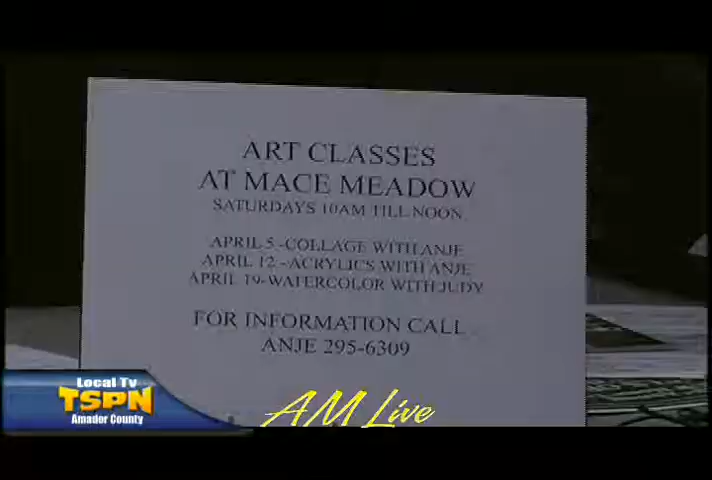 ART CLASSES
AT MACE MEADOW
SATURDAYS 10AM TILL NOON
APRIL 5 -COLLAGE WITH ANJE
APRIL 12 -ACRYLICS WITH ANJE
APRIL 19-WATERCOLOR WITH JUDY
FOR INFORMATION CALL
ANJE 295-6309
Local Tv
TSPN
Amador County
AM Live